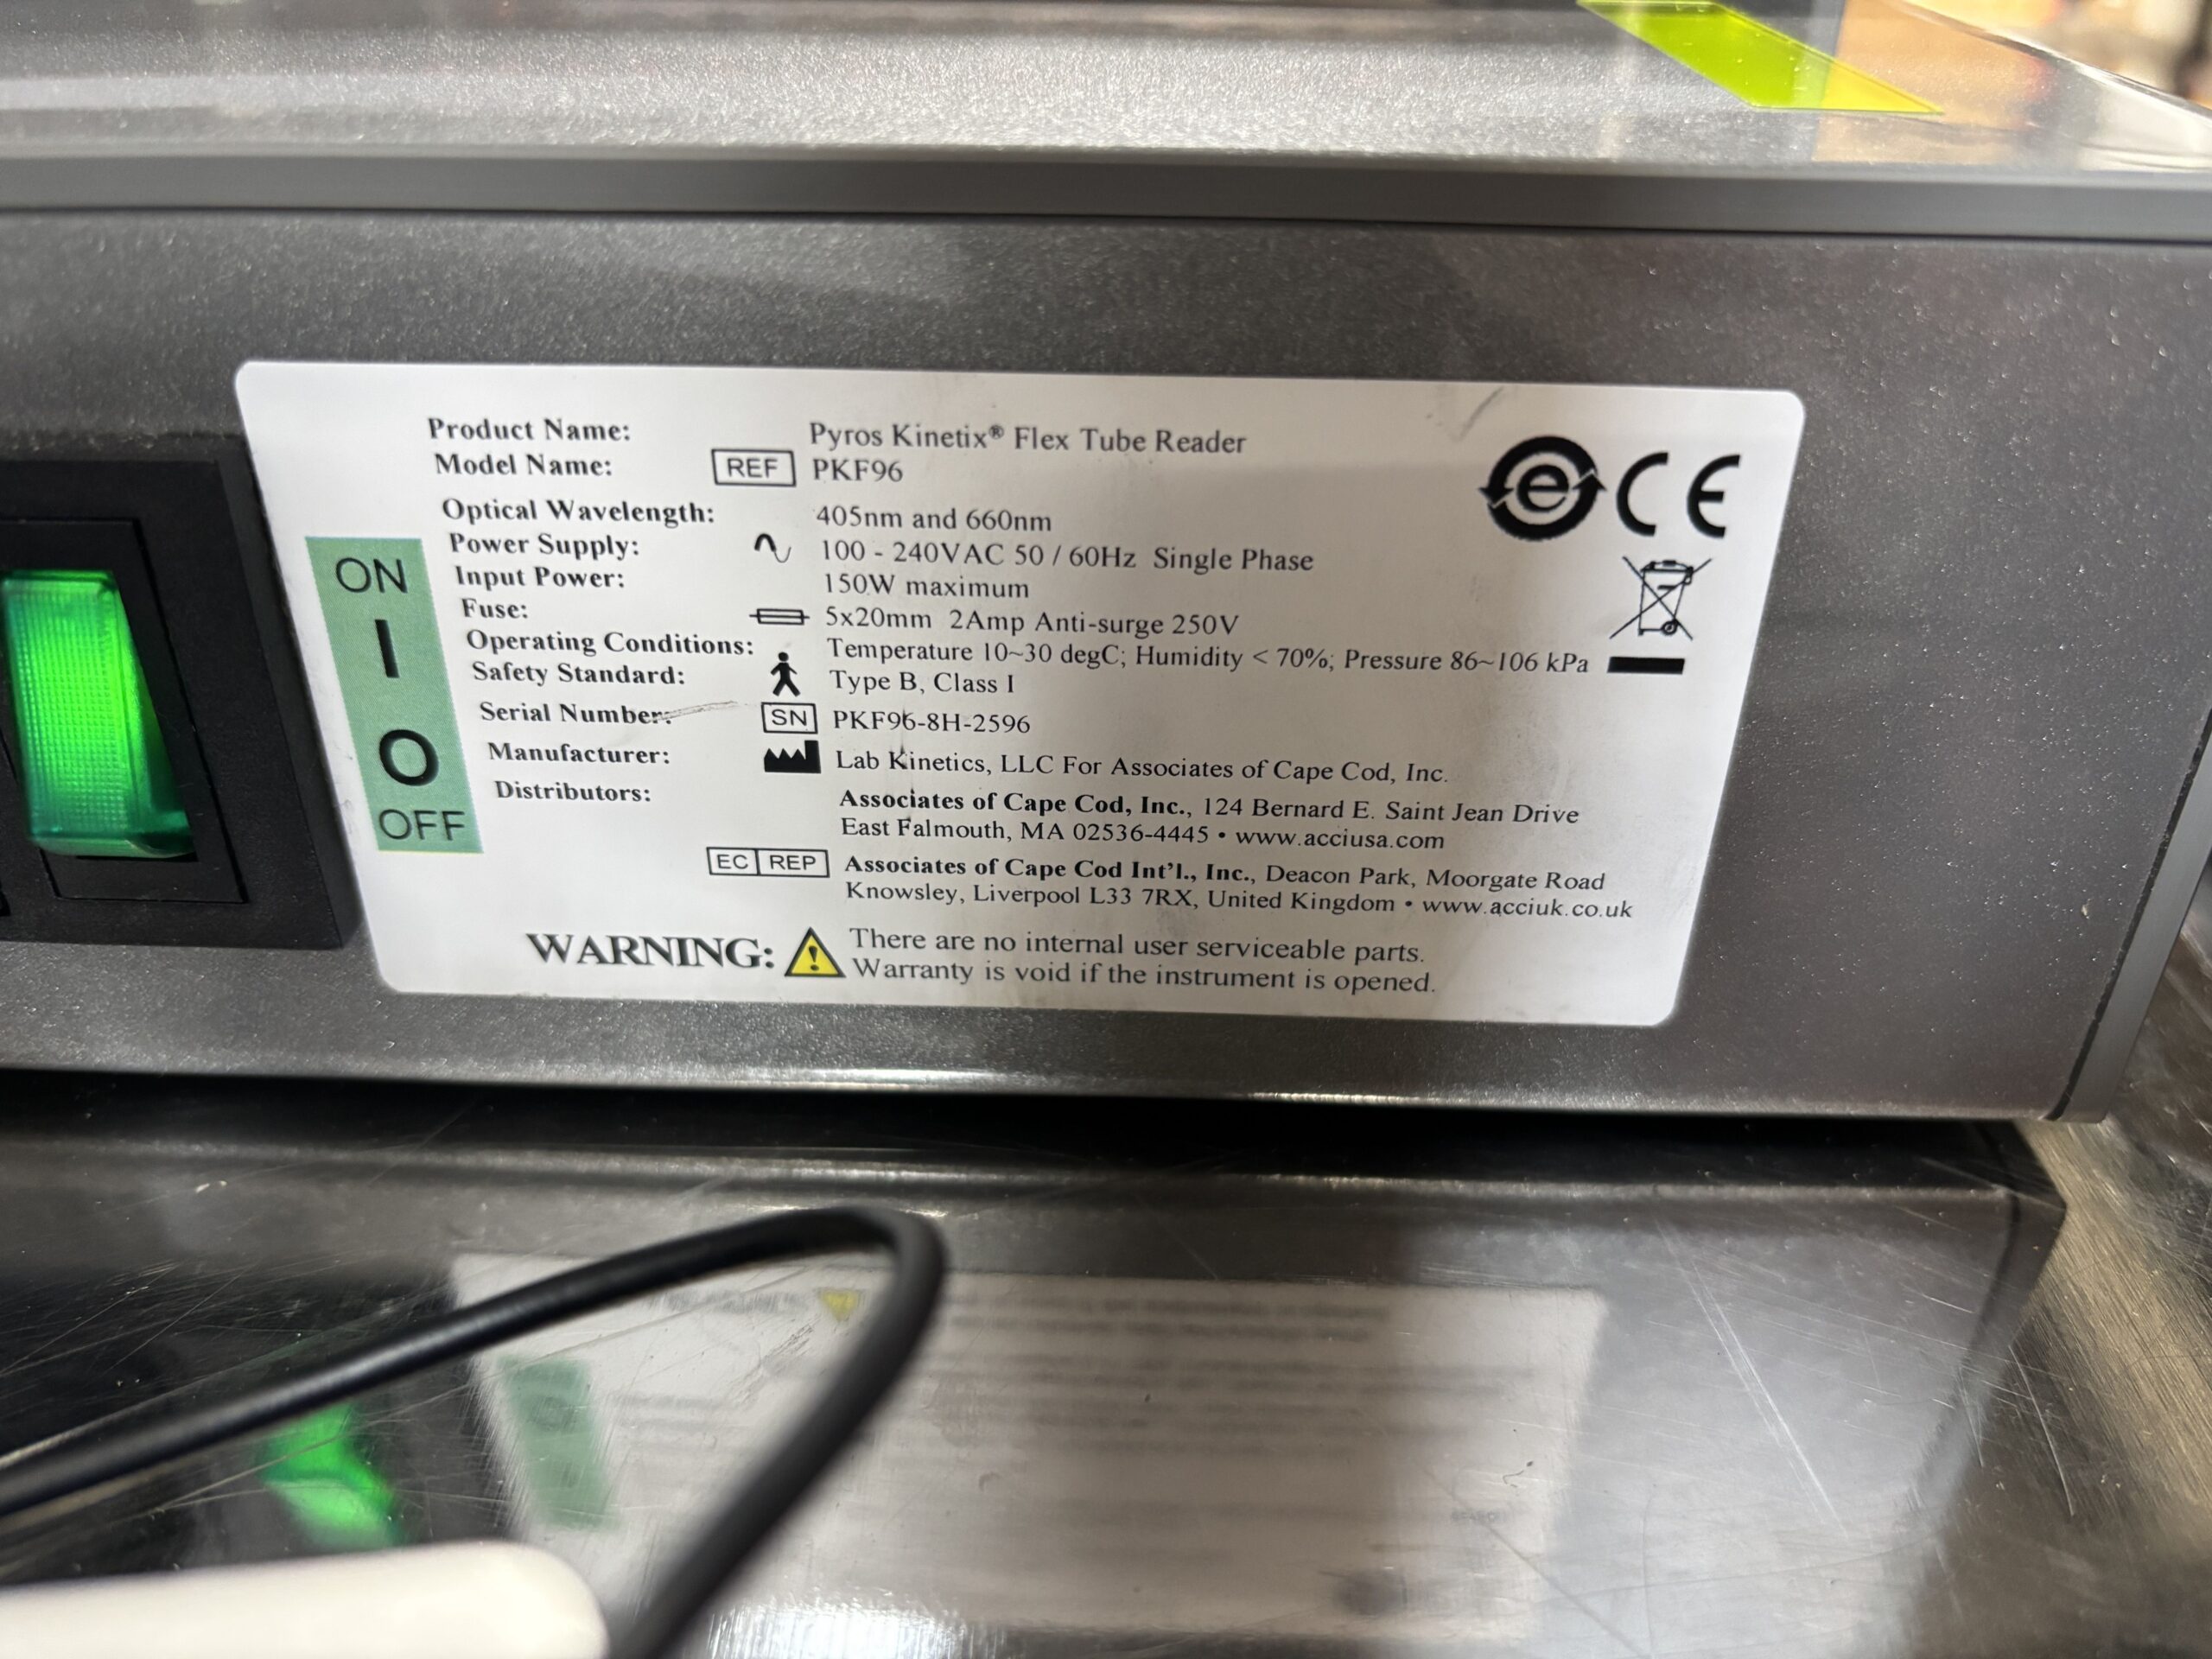 Product Name: Pyros Kinetix® Flex Tube Reader
Model Name: REF PKF96
Optical Wavelength: 405nm and 660nm
Power Supply: 100 - 240VAC 50 / 60Hz Single Phase
Input Power: 150W maximum
Fuse: 5x20mm 2Amp Anti-surge 250V
Operating Conditions: Temperature 10~30 degC; Humidity < 70%; Pressure 86~106 kPa
Safety Standard: Type B, Class I
Serial Number: SN PKF96-8H-2596
Manufacturer: Lab Kinetics, LLC For Associates of Cape Cod, Inc.
Distributors: Associates of Cape Cod, Inc., 124 Bernard E. Saint Jean Drive
East Falmouth, MA 02536-4445 • www.acciusa.com
EC REP Associates of Cape Cod Int'l., Inc., Deacon Park, Moorgate Road
Knowsley, Liverpool L33 7RX, United Kingdom • www.acciuk.co.uk
WARNING: There are no internal user serviceable parts.
Warranty is void if the instrument is opened.
ON
I
O
OFF
e CE